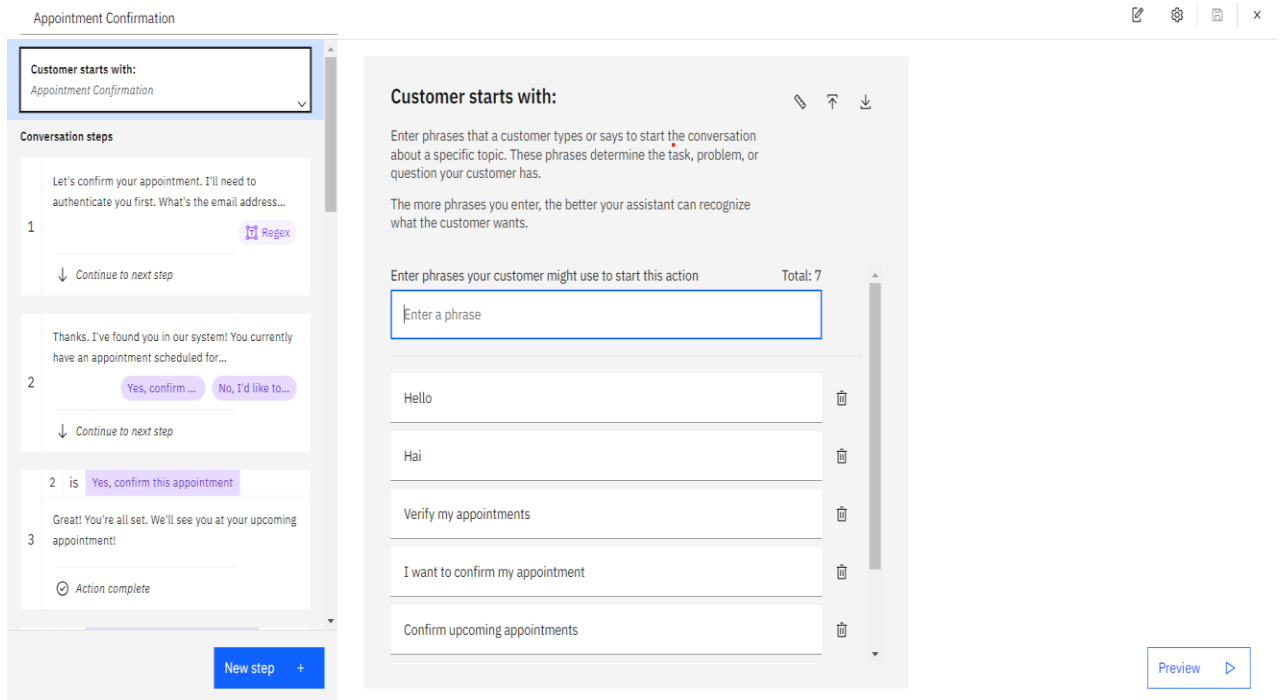 Appointment Confirmation
Customer starts with:
Appointment Confirmation
Conversation steps
1
Let's confirm your appointment. I'll need to
authenticate you first. What's the email address...
Regex
Continue to next step
2
Thanks. I've found you in our system! You currently
have an appointment scheduled for...
Yes, confirm ... No, I'd like to...
Continue to next step
2 is Yes, confirm this appointment
3
Great! You're all set. We'll see you at your upcoming
appointment!
Action complete
New step +
Customer starts with:
Enter phrases that a customer types or says to start the conversation
about a specific topic. These phrases determine the task, problem, or
question your customer has.
The more phrases you enter, the better your assistant can recognize
what the customer wants.
Enter phrases your customer might use to start this action Total: 7
Enter a phrase
Hello
Hai
Verify my appointments
I want to confirm my appointment
Confirm upcoming appointments
Preview